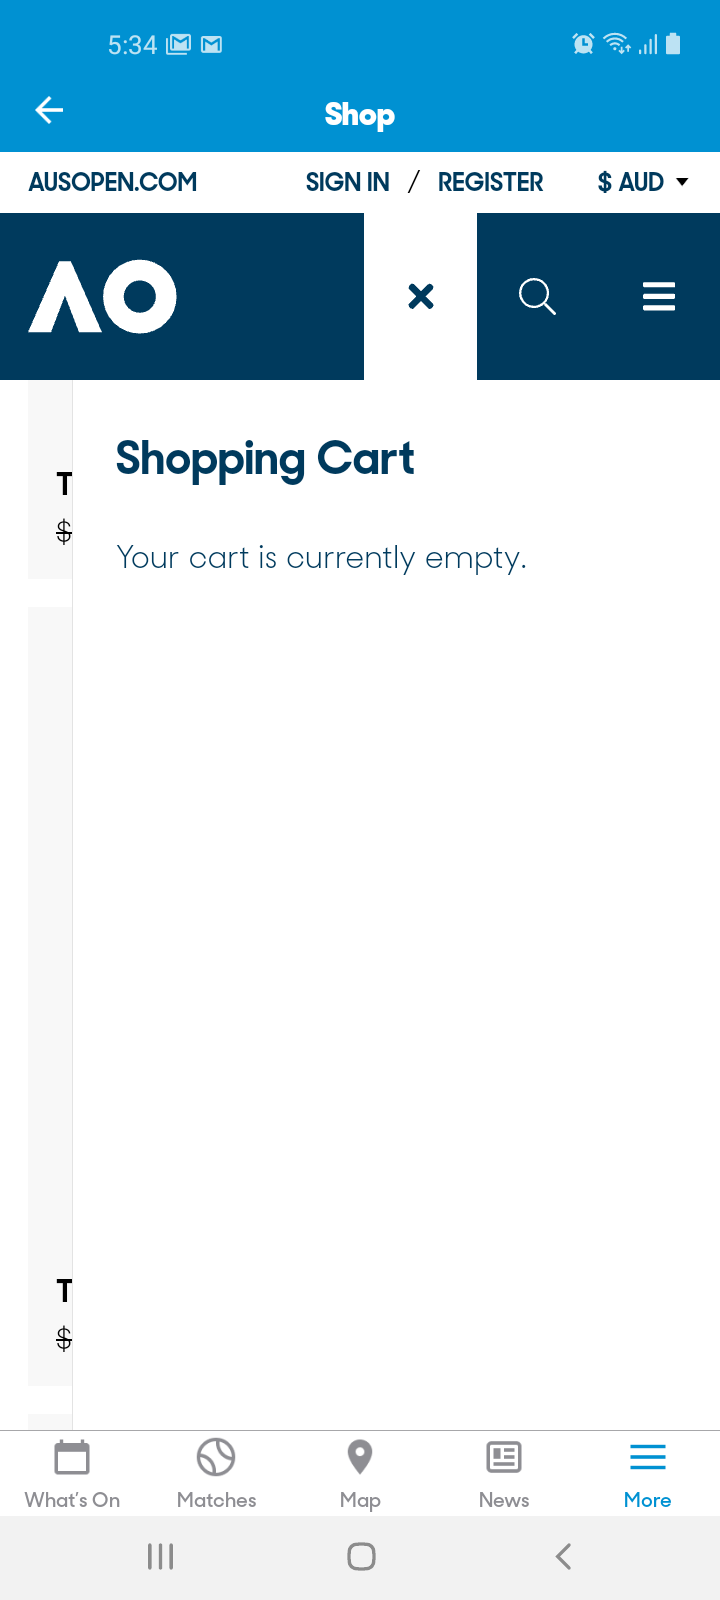 5:34
Shop
AUSOPEN.COM SIGN IN / REGISTER $ AUD
AO
Shopping Cart
T
$
Your cart is currently empty.
T
$
What's On Matches Map News More